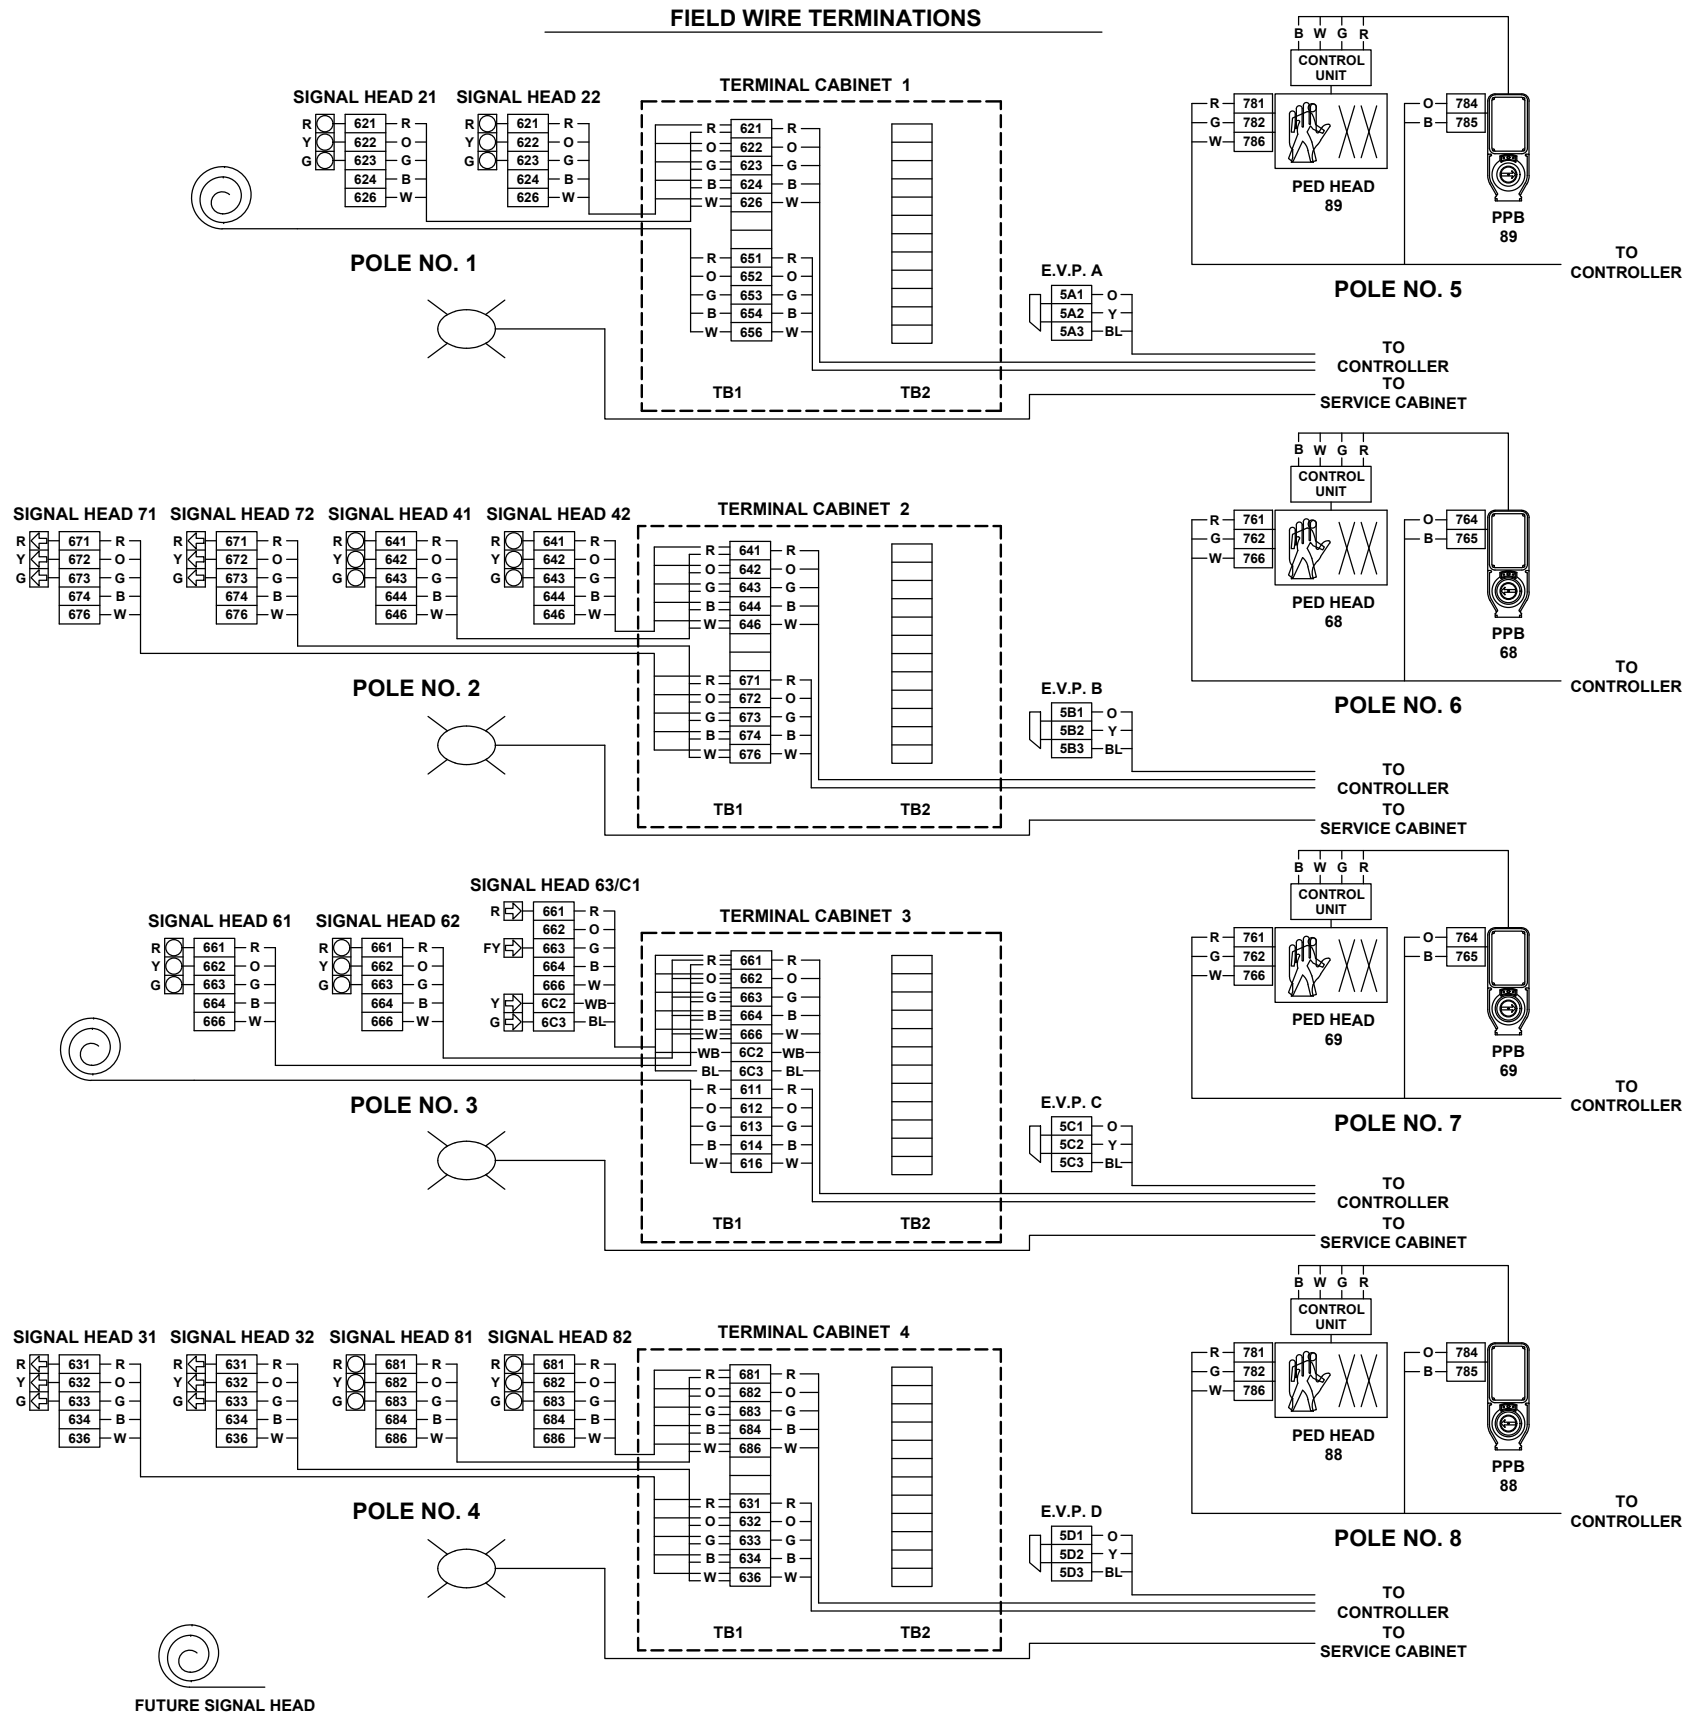 FIELD WIRE TERMINATIONS
SIGNAL HEAD 21 SIGNAL HEAD 22
R 621 R
Y 622 O
G 623 G
624 B
626 W
R 621 R
Y 622 O
G 623 G
624 B
626 W
TERMINAL CABINET 1
R 621 R
O 622 O
G 623 G
B 624 B
W 626 W
R 651 R
O 652 O
G 653 G
B 654 B
W 656 W
TB1 TB2
POLE NO. 1
E.V.P. A
5A1 O
5A2 Y
5A3 BL
TO
CONTROLLER
TO
SERVICE CABINET
B W G R
CONTROL
UNIT
R 781
G 782
W 786
PED HEAD
89
O 784
B 785
PPB
89
TO
CONTROLLER
POLE NO. 5
SIGNAL HEAD 71 SIGNAL HEAD 72 SIGNAL HEAD 41 SIGNAL HEAD 42
R 671 R
Y 672 O
G 673 G
674 B
676 W
R 671 R
Y 672 O
G 673 G
674 B
676 W
R 641 R
Y 642 O
G 643 G
644 B
646 W
R 641 R
Y 642 O
G 643 G
644 B
646 W
TERMINAL CABINET 2
R 641 R
O 642 O
G 643 G
B 644 B
W 646 W
R 671 R
O 672 O
G 673 G
B 674 B
W 676 W
TB1 TB2
POLE NO. 2
E.V.P. B
5B1 O
5B2 Y
5B3 BL
TO
CONTROLLER
TO
SERVICE CABINET
B W G R
CONTROL
UNIT
R 761
G 762
W 766
PED HEAD
68
O 764
B 765
PPB
68
TO
CONTROLLER
POLE NO. 6
SIGNAL HEAD 61 SIGNAL HEAD 62
R 661 R
Y 662 O
G 663 G
664 B
666 W
R 661 R
Y 662 O
G 663 G
664 B
666 W
SIGNAL HEAD 63/C1
R 661 R
662 O
FY 663 G
664 B
666 W
Y 6C2 WB
G 6C3 BL
TERMINAL CABINET 3
R 661 R
O 662 O
G 663 G
B 664 B
W 666 W
WB 6C2 WB
BL 6C3 BL
R 611 R
O 612 O
G 613 G
B 614 B
W 616 W
TB1 TB2
POLE NO. 3
E.V.P. C
5C1 O
5C2 Y
5C3 BL
TO
CONTROLLER
TO
SERVICE CABINET
B W G R
CONTROL
UNIT
R 761
G 762
W 766
PED HEAD
69
O 764
B 765
PPB
69
TO
CONTROLLER
POLE NO. 7
SIGNAL HEAD 31 SIGNAL HEAD 32 SIGNAL HEAD 81 SIGNAL HEAD 82
R 631 R
Y 632 O
G 633 G
634 B
636 W
R 631 R
Y 632 O
G 633 G
634 B
636 W
R 681 R
Y 682 O
G 683 G
684 B
686 W
R 681 R
Y 682 O
G 683 G
684 B
686 W
TERMINAL CABINET 4
R 681 R
O 682 O
G 683 G
B 684 B
W 686 W
R 631 R
O 632 O
G 633 G
B 634 B
W 636 W
TB1 TB2
POLE NO. 4
E.V.P. D
5D1 O
5D2 Y
5D3 BL
TO
CONTROLLER
TO
SERVICE CABINET
B W G R
CONTROL
UNIT
R 781
G 782
W 786
PED HEAD
88
O 784
B 785
PPB
88
TO
CONTROLLER
POLE NO. 8
FUTURE SIGNAL HEAD